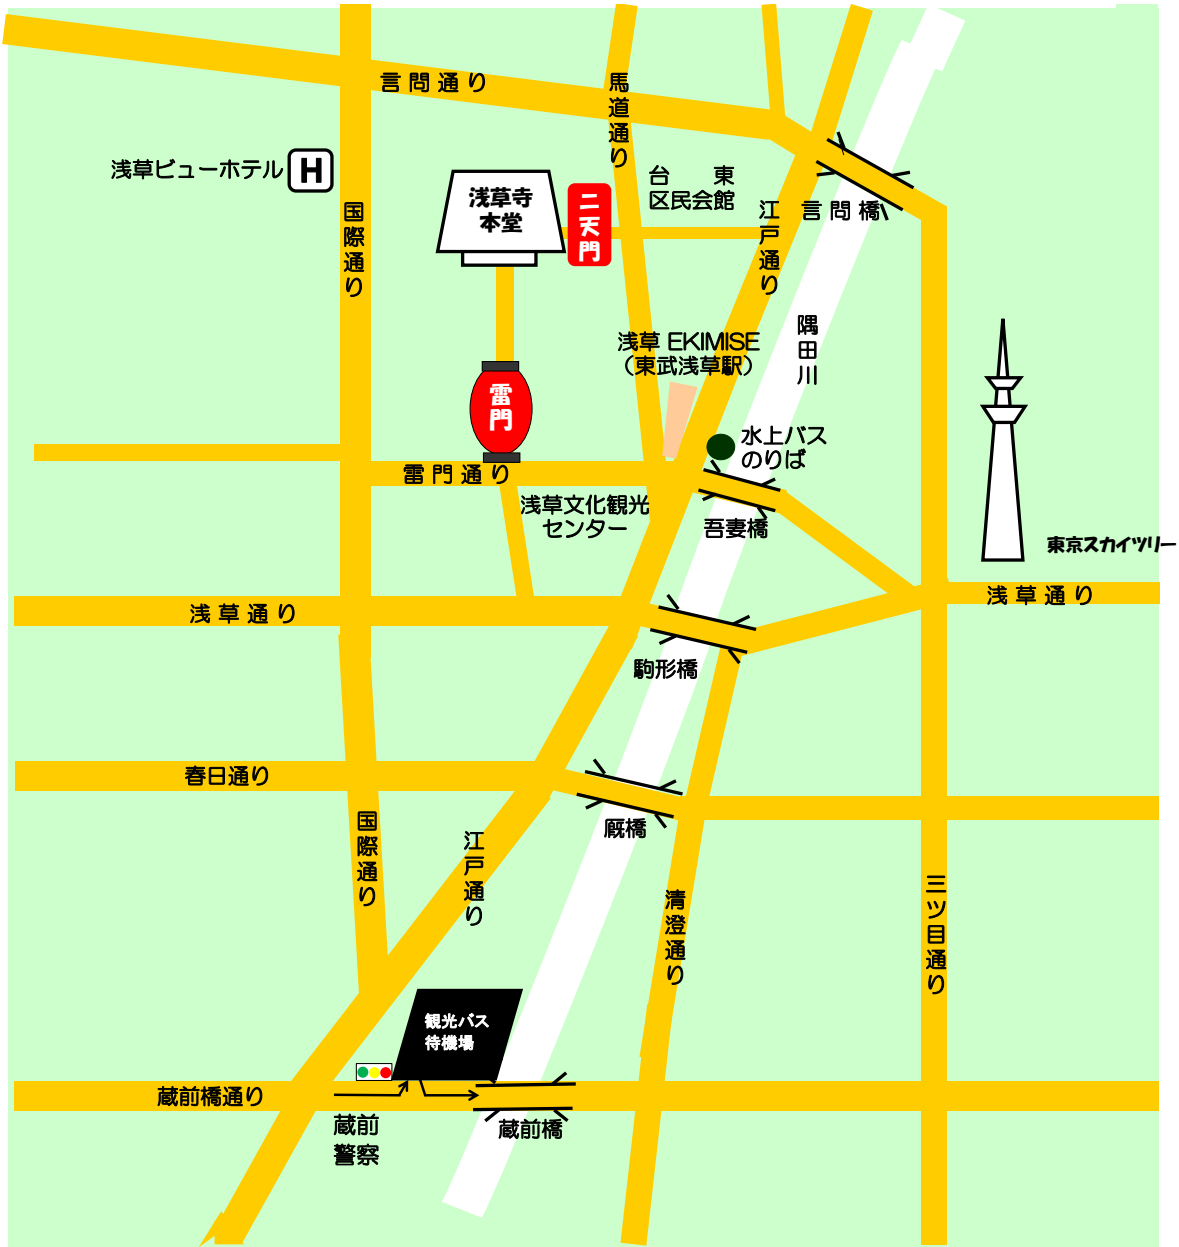 言問通り
馬道通り
浅草ビューホテル
H
浅草寺
本堂
二天門
台　東
区民会館
江戸通り
言問橋
国際通り
隅田川
浅草 EKIMISE
（東武浅草駅）
雷門
水上バス
のりば
雷門通り
浅草文化観光
センター
吾妻橋
東京スカイツリー
浅草通り
浅草通り
駒形橋
春日通り
厩橋
国際通り
江戸通り
清澄通り
三ツ目通り
観光バス
待機場
蔵前橋通り
蔵前
警察
蔵前橋